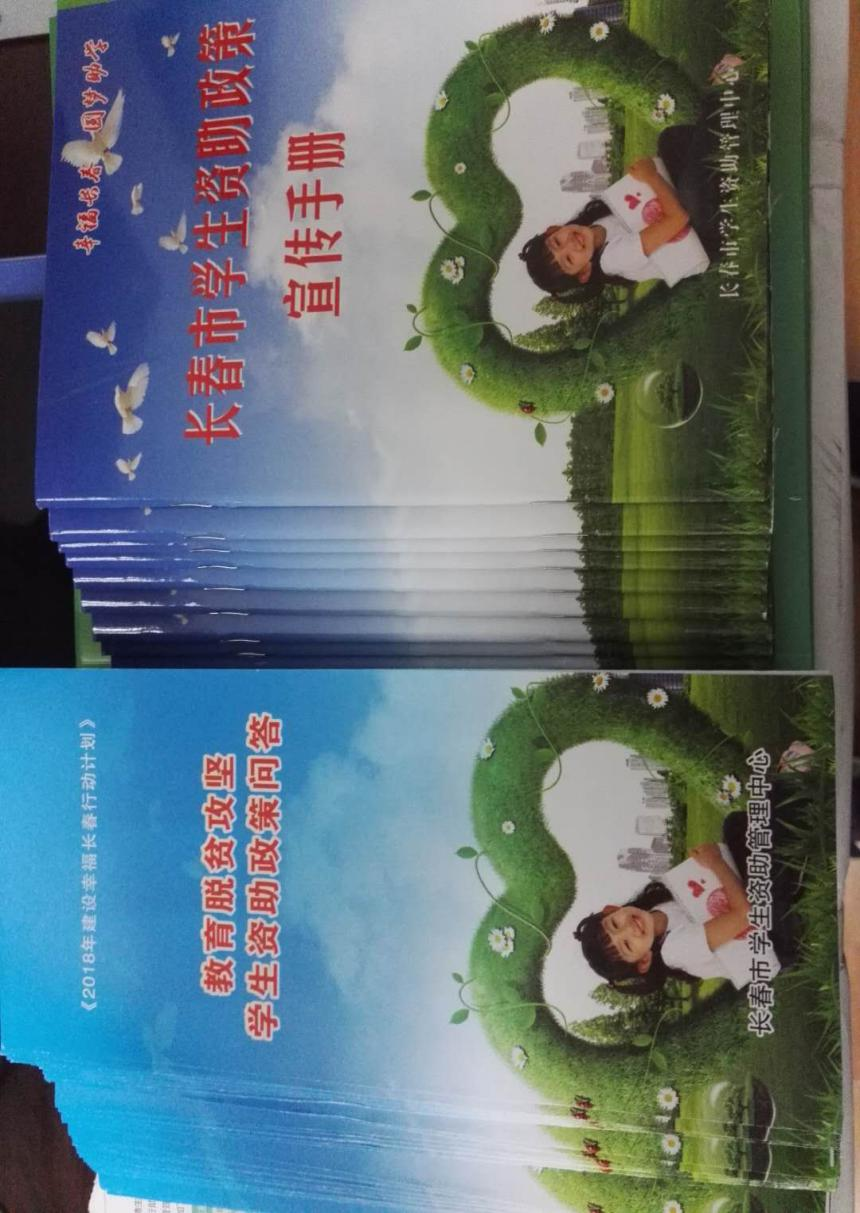 幸福长春 圆梦助学
长春市学生资助政策
宣传手册
长春市学生资助管理中心
《2018年建设幸福长春行动计划》
教育脱贫攻坚
学生资助政策问答
长春市学生资助管理中心